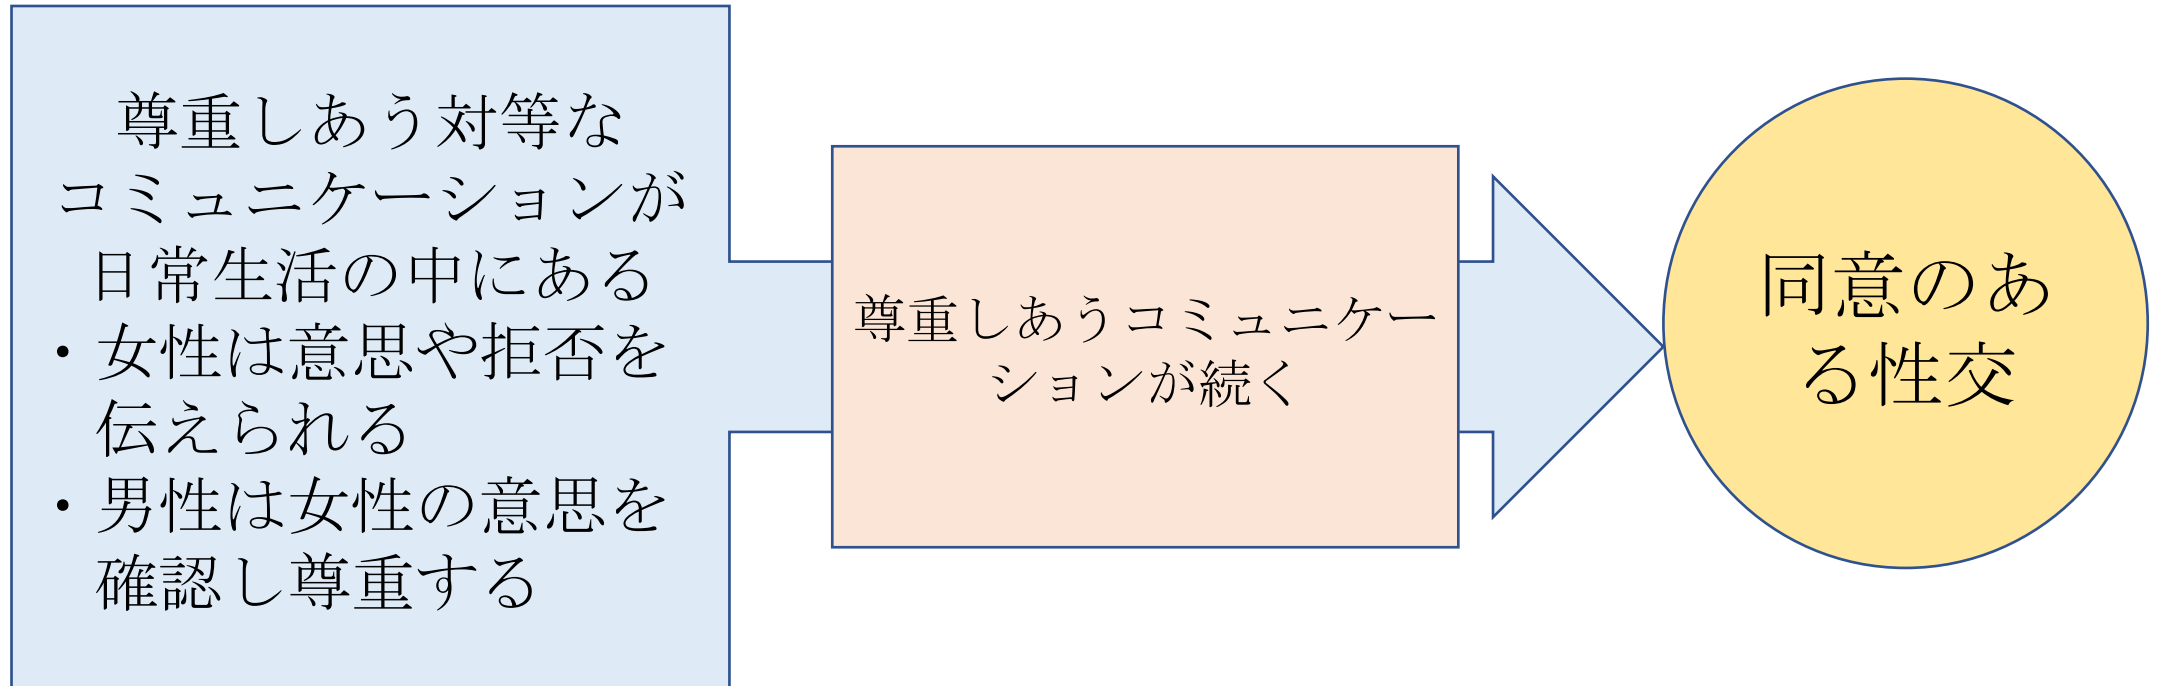 尊重しあう対等な
コミュニケーションが
日常生活の中にある
・女性は意思や拒否を
伝えられる
・男性は女性の意思を
確認し尊重する
尊重しあうコミュニケー
ションが続く
同意のあ
る性交